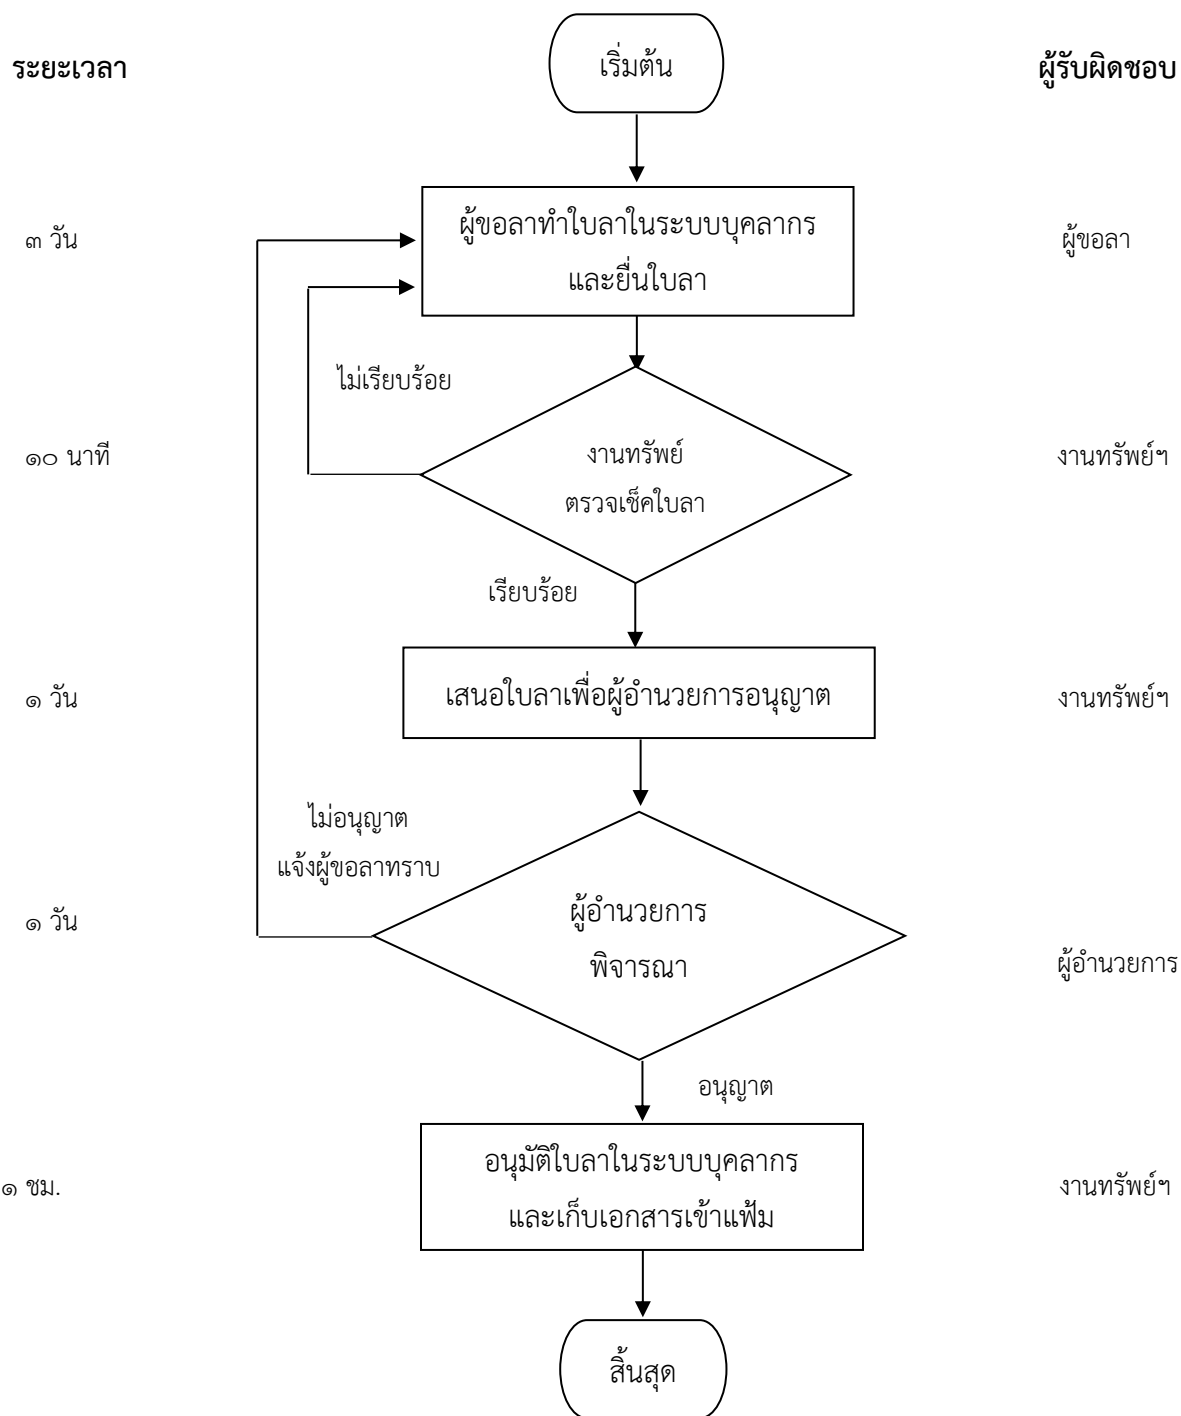 เริ่มต้น
ระยะเวลา
ผู้รับผิดชอบ
ผู้ขอลาทำใบลาในระบบบุคลากร
และยื่นใบลา
๓ วัน
ผู้ขอลา
ไม่เรียบร้อย
งานทรัพย์
ตรวจเช็คใบลา
๑๐ นาที
งานทรัพย์ฯ
เรียบร้อย
เสนอใบลาเพื่อผู้อำนวยการอนุญาต
๑ วัน
งานทรัพย์ฯ
ไม่อนุญาต
แจ้งผู้ขอลาทราบ
ผู้อำนวยการ
พิจารณา
๑ วัน
ผู้อำนวยการ
อนุญาต
อนุมัติใบลาในระบบบุคลากร
และเก็บเอกสารเข้าแฟ้ม
๑ ชม.
งานทรัพย์ฯ
สิ้นสุด